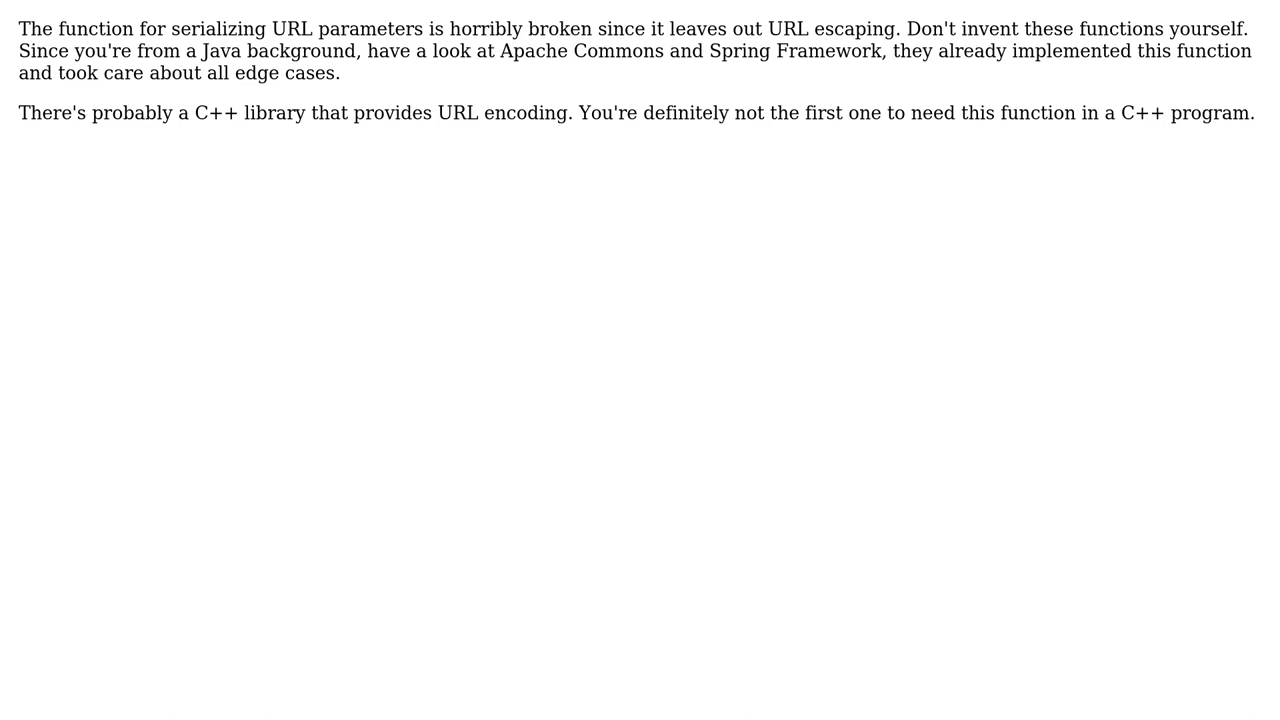 The function for serializing URL parameters is horribly broken since it leaves out URL escaping. Don't invent these functions yourself.
Since you're from a Java background, have a look at Apache Commons and Spring Framework, they already implemented this function
and took care about all edge cases.
There's probably a C++ library that provides URL encoding. You're definitely not the first one to need this function in a C++ program.